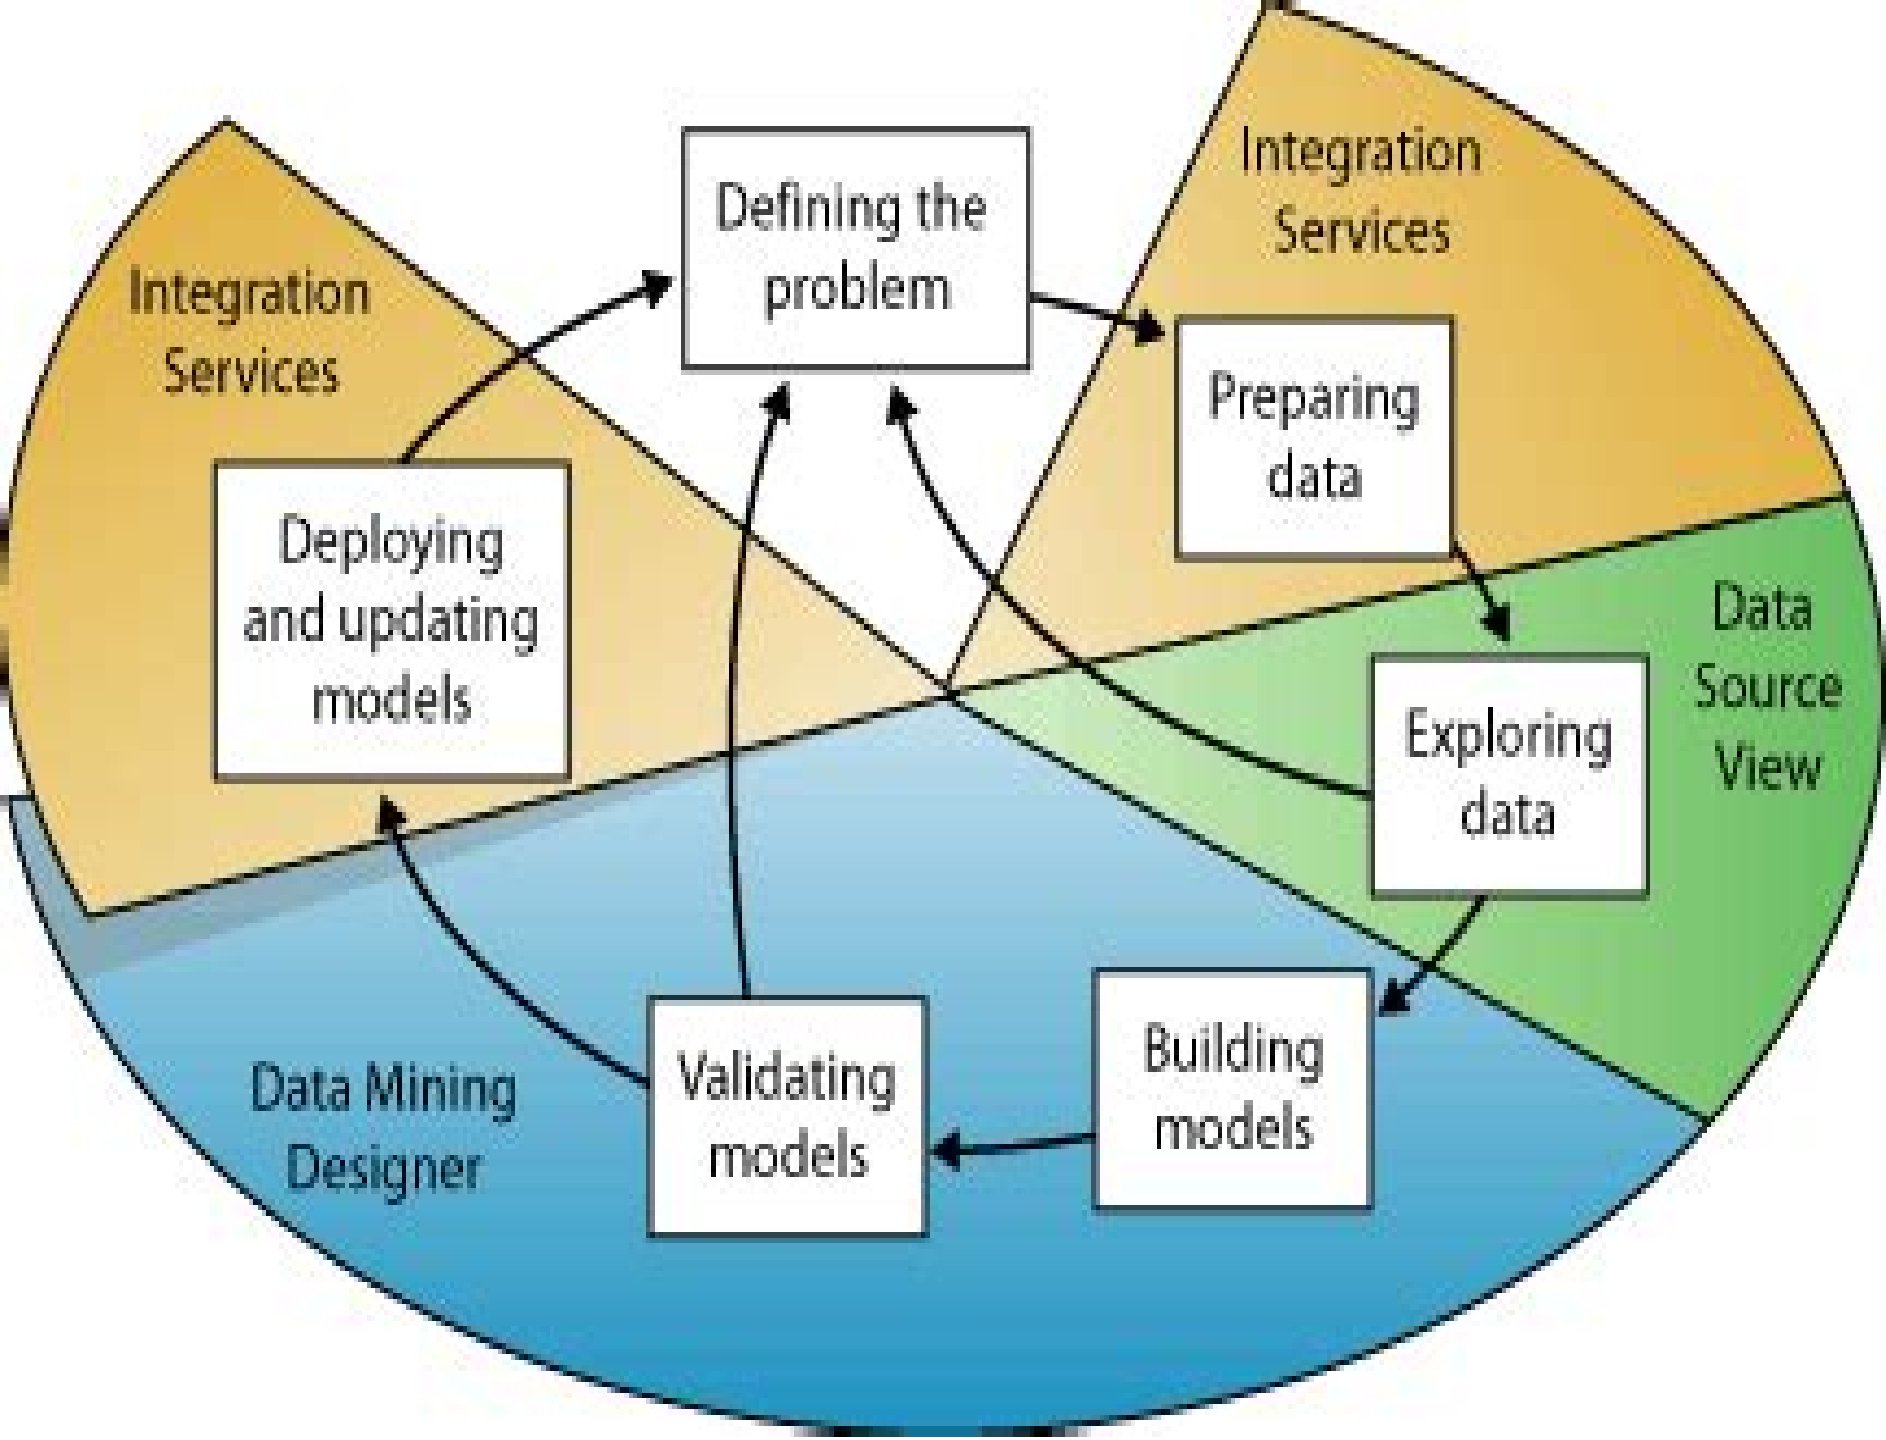 Defining the
problem
Integration
Services
Preparing
data
Data
Source
View
Exploring
data
Building
models
Validating
models
Data Mining
Designer
Integration
Services
Deploying
and updating
models